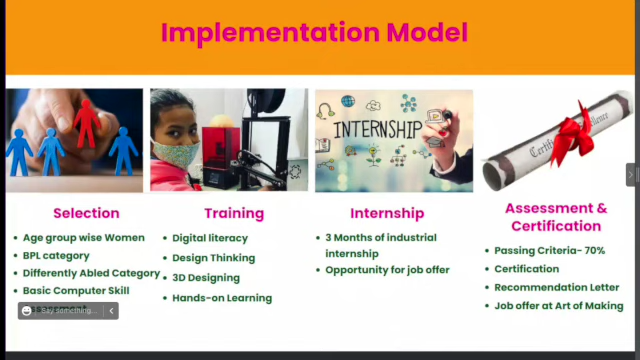 Implementation Model
INTERNSHIP
Selection
Age group wise Women
BPL category
Differently Abled Category
Basic Computer Skill
Say something...
Training
Digital literacy
Design Thinking
3D Designing
Hands-on Learning
Internship
3 Months of industrial
internship
Opportunity for job offer
Assessment &
Certification
Passing Criteria- 70%
Certification
Recommendation Letter
Job offer at Art of Making